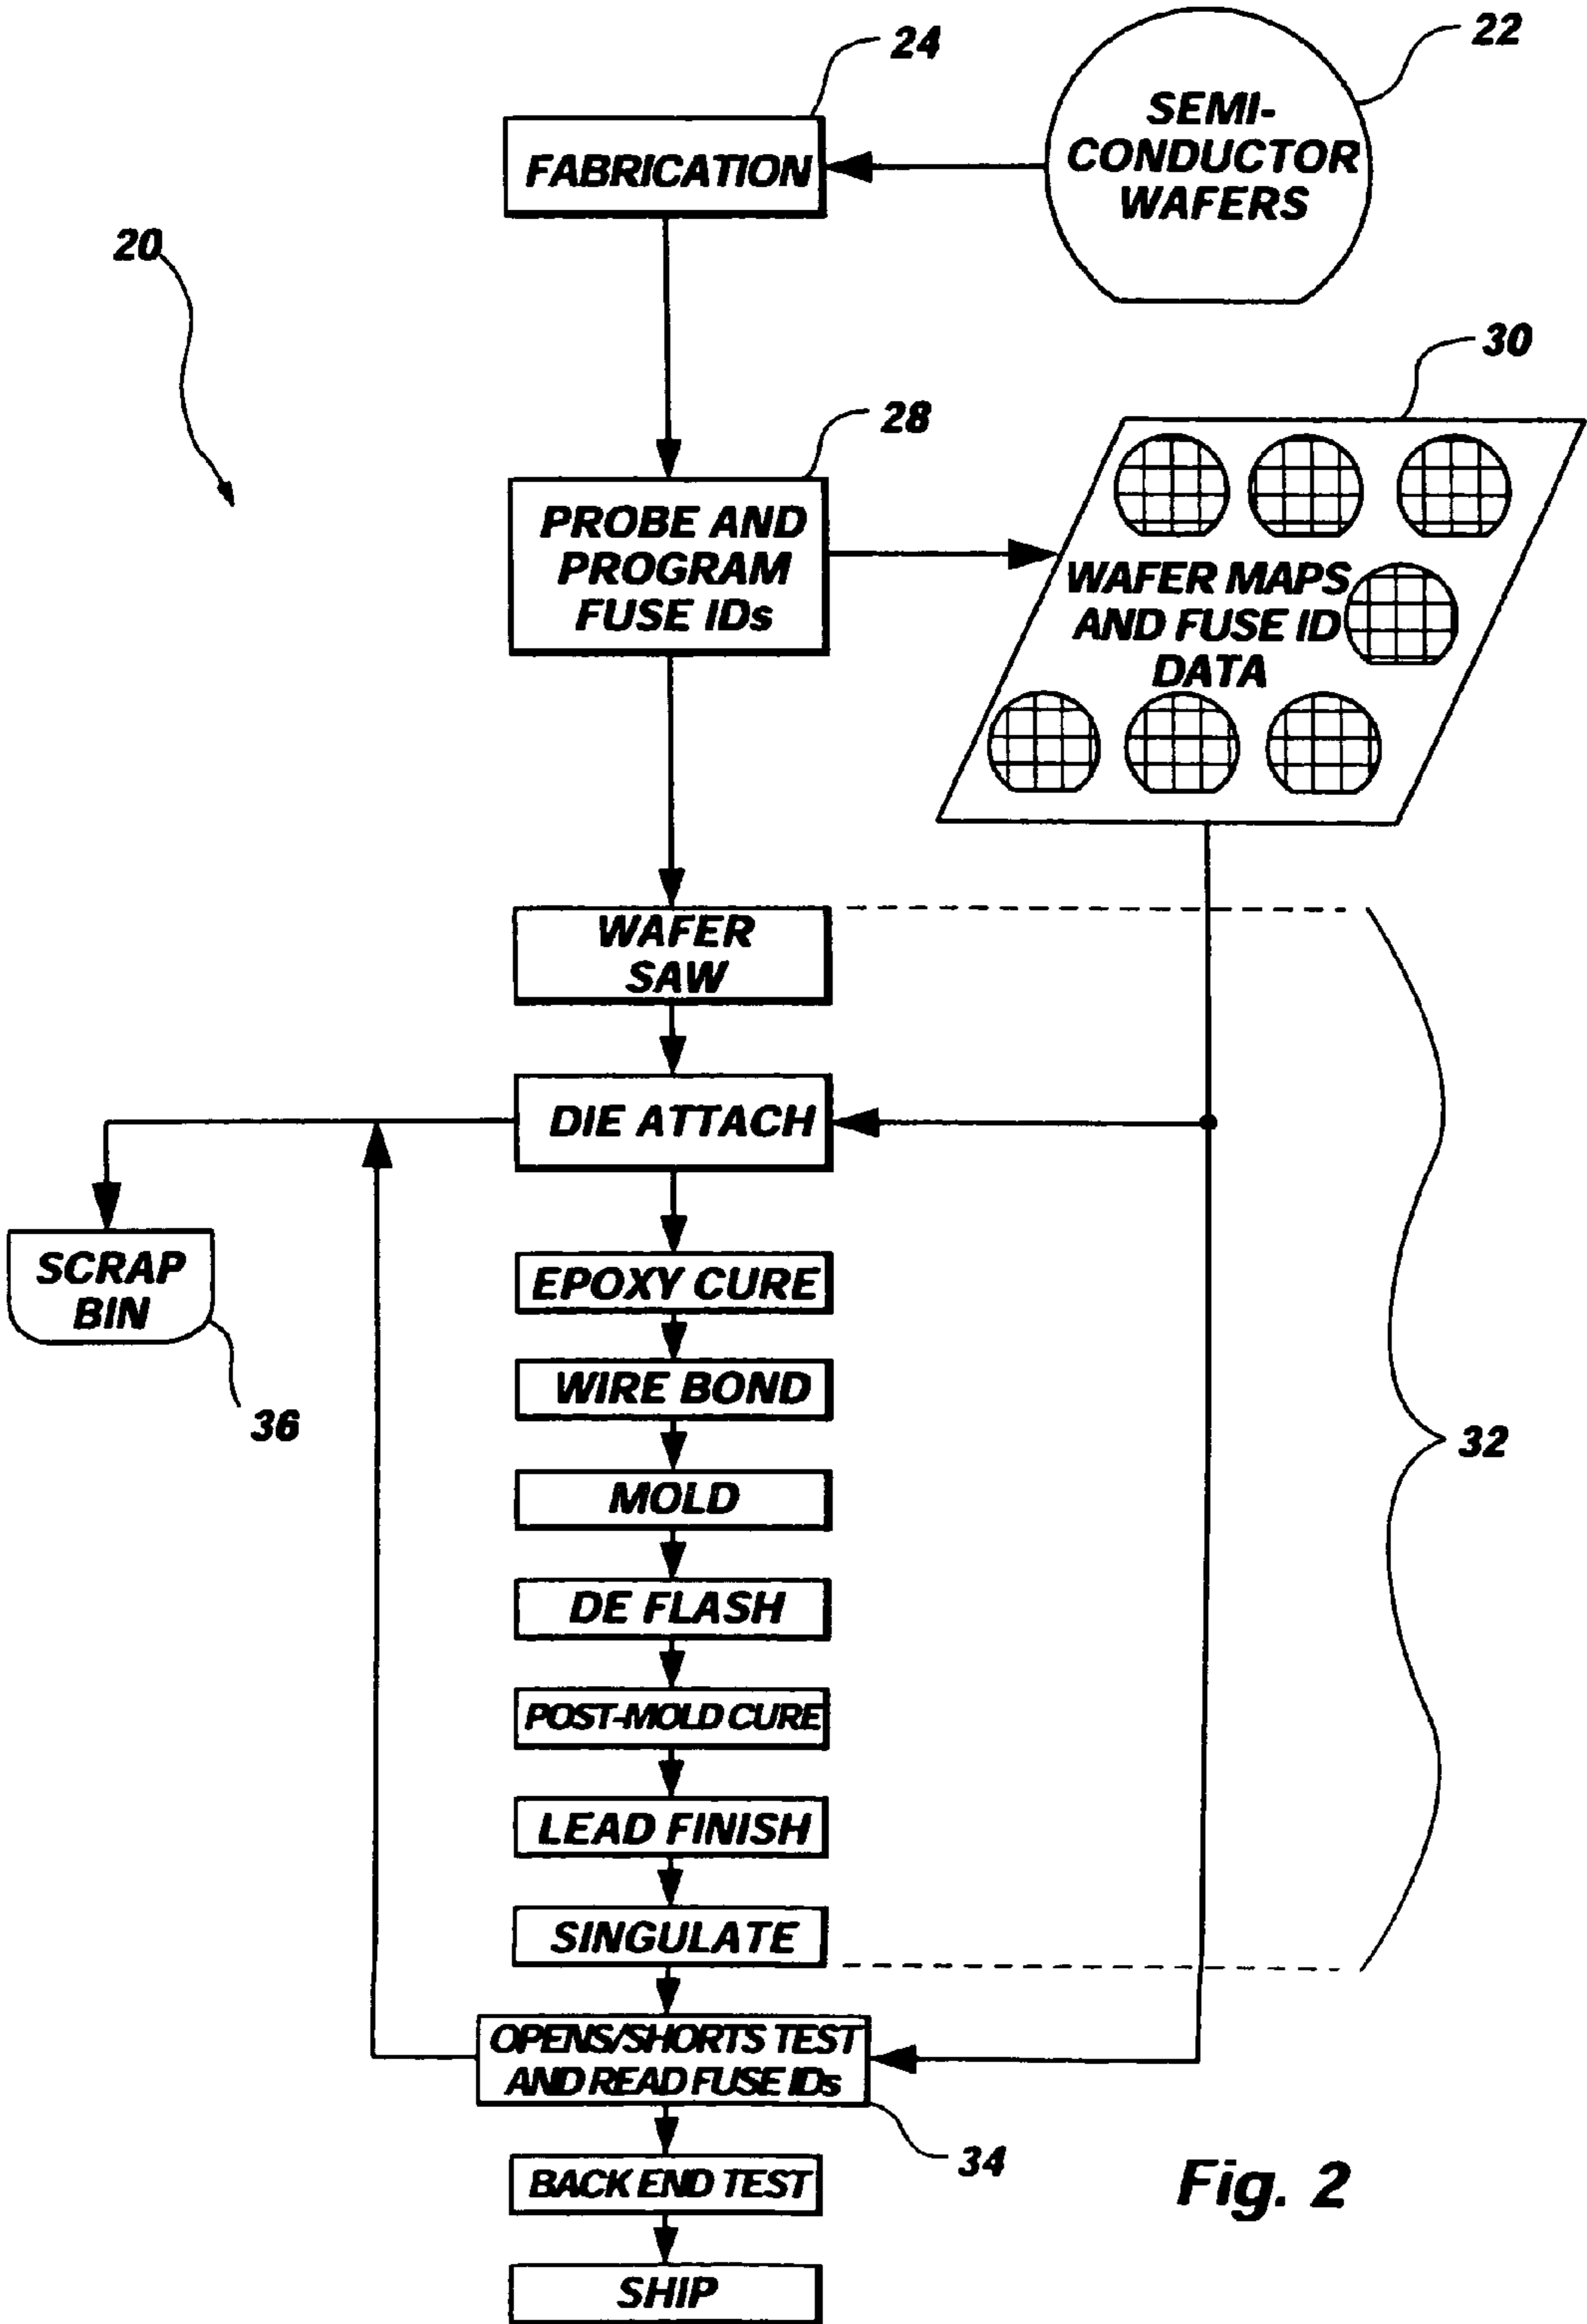 24
22
SEMI-
CONDUCTOR
WAFERS
FABRICATION
20
30
28
PROBE AND
PROGRAM
FUSE IDs
WAFER MAPS
AND FUSE ID
DATA
WAFER
SAW
DIE ATTACH
SCRAP
BIN
36
EPOXY CURE
WIRE BOND
32
MOLD
DE FLASH
POST-MOLD CURE
LEAD FINISH
SINGULATE
OPENS/SHORTS TEST
AND READ FUSE IDs
34
BACK END TEST
SHIP
Fig. 2